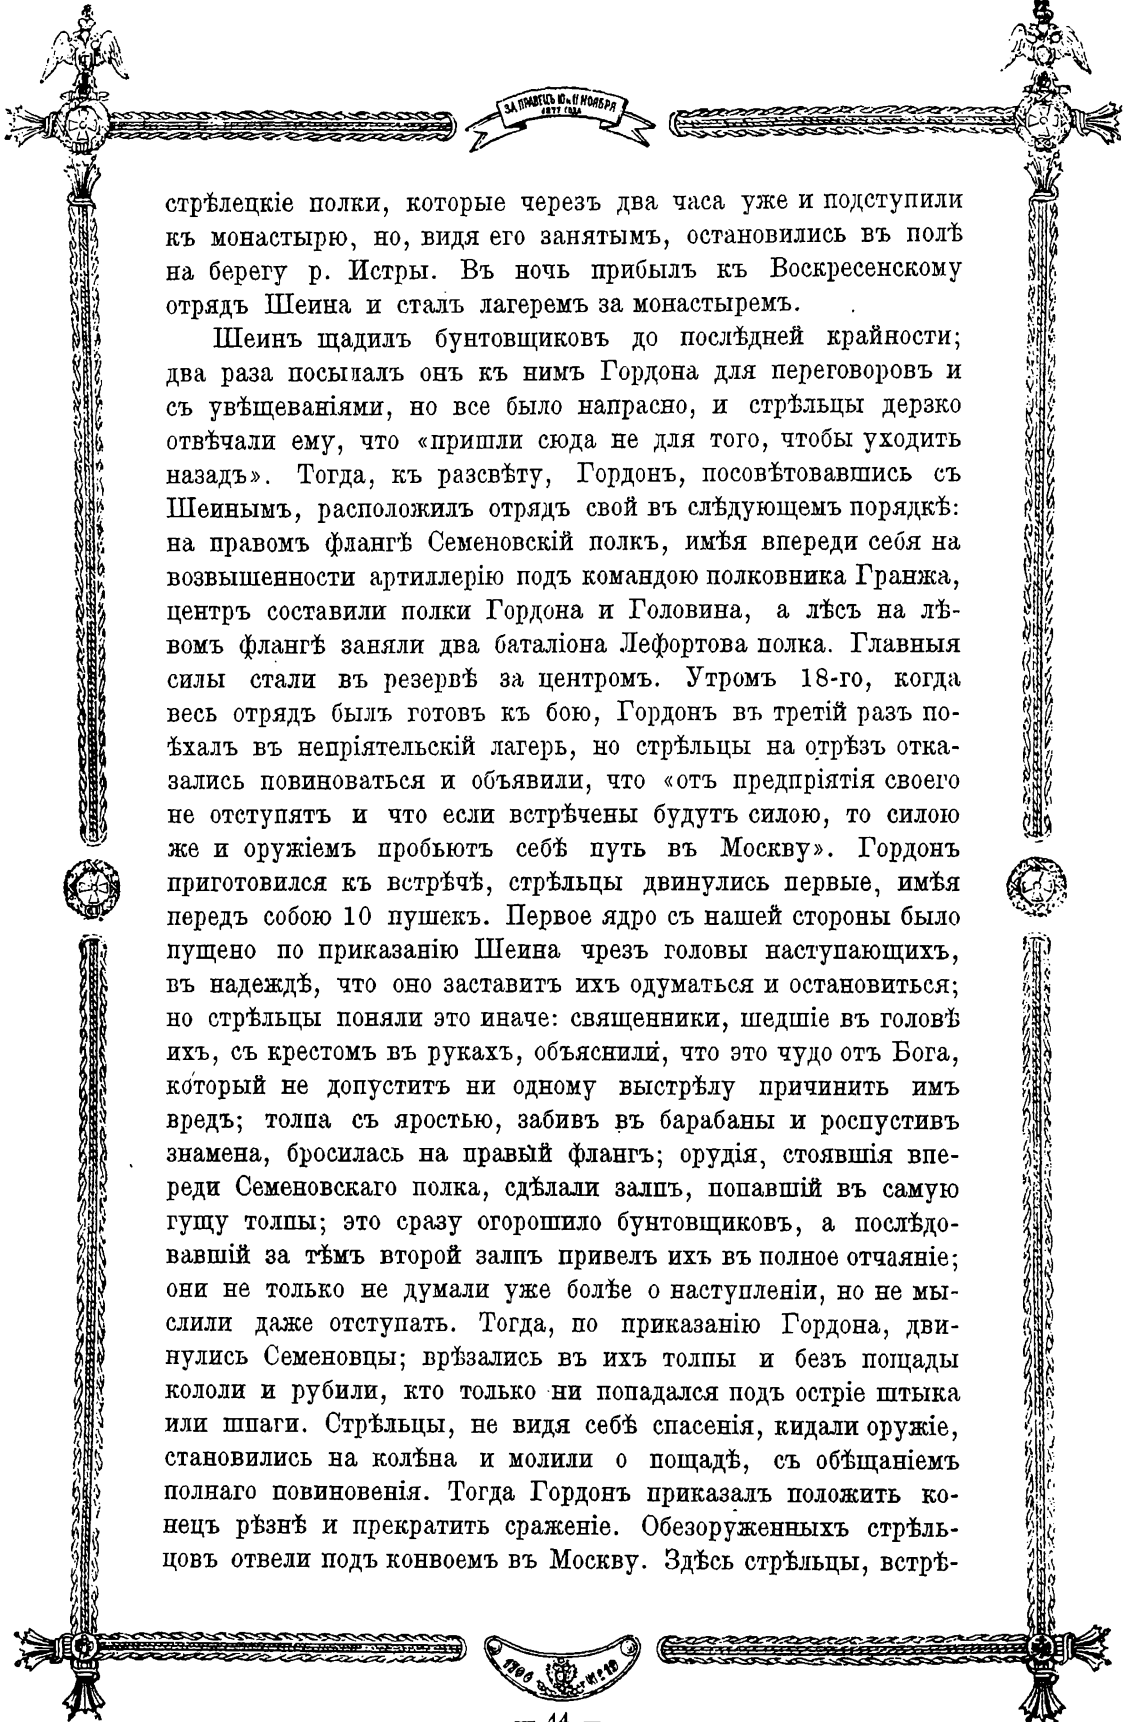 ЗА ПРАВЕЦЪ 10 и 11 НОЯБРЯ
1877 ГОДА
стрѣлецкіе полки, которые черезъ два часа уже и подступили
къ монастырю, но, видя его занятымъ, остановились въ полѣ
на берегу р. Истры. Въ ночь прибылъ къ Воскресенскому
отрядъ Шеина и сталъ лагеремъ за монастыремъ.
Шеинъ щадилъ бунтовщиковъ до послѣдней крайности;
два раза посылалъ онъ къ нимъ Гордона для переговоровъ и
съ увѣщеваніями, но все было напрасно, и стрѣльцы дерзко
отвѣчали ему, что «пришли сюда не для того, чтобы уходить
назадъ». Тогда, къ разсвѣту, Гордонъ, посовѣтовавшись съ
Шеинымъ, расположилъ отрядъ свой въ слѣдующемъ порядкѣ:
на правомъ флангѣ Семеновскій полкъ, имѣя впереди себя на
возвышенности артиллерію подъ командою полковника Гранжа,
центръ составили полки Гордона и Головина, а лѣсъ на лѣ-
вомъ флангѣ заняли два баталіона Лефортова полка. Главныя
силы стали въ резервѣ за центромъ. Утромъ 18-го, когда
весь отрядъ былъ готовъ къ бою, Гордонъ въ третій разъ по-
ѣхалъ въ непріятельскій лагерь, но стрѣльцы на отрѣзъ отка-
зались повиноваться и объявили, что «отъ предпріятія своего
не отступятъ и что если встрѣчены будутъ силою, то силою
же и оружіемъ пробьютъ себѣ путь въ Москву». Гордонъ
приготовился къ встрѣчѣ, стрѣльцы двинулись первые, имѣя
передъ собою 10 пушекъ. Первое ядро съ нашей стороны было
пущено по приказанію Шеина чрезъ головы наступающихъ,
въ надеждѣ, что оно заставитъ ихъ одуматься и остановиться;
но стрѣльцы поняли это иначе: священники, шедшіе въ головѣ
ихъ, съ крестомъ въ рукахъ, объяснили, что это чудо отъ Бога,
который не допуститъ ни одному выстрѣлу причинить имъ
вредъ; толпа съ яростью, забивъ въ барабаны и роспустивъ
знамена, бросилась на правый флангъ; орудія, стоявшія впе-
реди Семеновскаго полка, сдѣлали залпъ, попавшій въ самую
гущу толпы; это сразу огорошило бунтовщиковъ, а послѣдо-
вавшій за тѣмъ второй залпъ привелъ ихъ въ полное отчаяніе;
они не только не думали уже болѣе о наступленіи, но не мы-
слили даже отступать. Тогда, по приказанію Гордона, дви-
нулись Семеновцы; врѣзались въ ихъ толпы и безъ пощады
кололи и рубили, кто только ни попадался подъ остріе штыка
или шпаги. Стрѣльцы, не видя себѣ спасенія, кидали оружіе,
становились на колѣна и молили о пощадѣ, съ обѣщаніемъ
полнаго повиновенія. Тогда Гордонъ приказалъ положить ко-
нецъ рѣзнѣ и прекратить сраженіе. Обезоруженныхъ стрѣль-
цовъ отвели подъ конвоемъ въ Москву. Здѣсь стрѣльцы, встрѣ-
№ 19
— 44 —